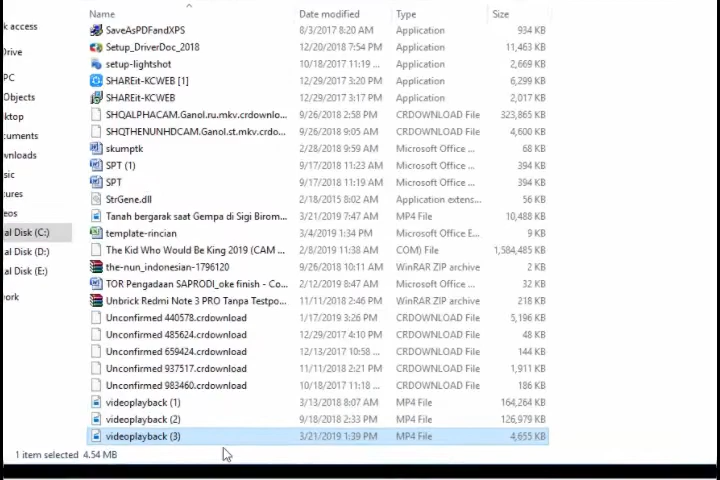 Name Date modified Type Size
SaveAsPDFandXPS 8/3/2017 8:20 AM Application 934 KB
Setup_DriverDoc_2018 12/20/2018 7:54 PM Application 11,463 KB
setup-lightshot 10/18/2017 11:19 ... Application 2,669 KB
SHAREit-KCWEB [1] 12/29/2017 3:20 PM Application 6,299 KB
SHAREit-KCWEB 12/29/2017 3:17 PM Application 2,017 KB
SHQALPHACAM.Ganol.ru.mkv.crdownlo... 9/26/2018 2:58 PM CRDOWNLOAD File 323,865 KB
SHQTHENUNHDCAM.Ganol.st.mkv.crdo... 9/26/2018 9:05 AM CRDOWNLOAD File 4,600 KB
skumptk 2/28/2018 9:59 AM Microsoft Office ... 68 KB
SPT (1) 9/17/2018 11:23 AM Microsoft Office ... 394 KB
SPT 9/17/2018 11:19 AM Microsoft Office ... 394 KB
StrGene.dll 2/18/2015 8:02 AM Application extens... 56 KB
Tanah bergarak saat Gempa di Sigi Birom... 3/21/2019 7:47 AM MP4 File 10,488 KB
template-rincian 3/4/2019 1:34 PM Microsoft Office E... 9 KB
The Kid Who Would Be King 2019 (CAM ... 2/8/2019 11:38 AM COM) File 1,584,485 KB
the-nun_indonesian-1796120 9/26/2018 10:11 AM WinRAR ZIP archive 2 KB
TOR Pengadaan SAPRODI_oke finish - Co... 2/12/2019 8:47 AM Microsoft Office ... 32 KB
Unbrick Redmi Note 3 PRO Tanpa Testpo... 11/11/2018 2:46 PM WinRAR ZIP archive 218 KB
Unconfirmed 440578.crdownload 1/17/2019 3:26 PM CRDOWNLOAD File 5,196 KB
Unconfirmed 485624.crdownload 12/29/2017 4:10 PM CRDOWNLOAD File 48 KB
Unconfirmed 659424.crdownload 12/13/2017 10:58 ... CRDOWNLOAD File 144 KB
Unconfirmed 937517.crdownload 11/11/2018 2:21 PM CRDOWNLOAD File 1,911 KB
Unconfirmed 983460.crdownload 10/18/2017 11:18 ... CRDOWNLOAD File 186 KB
videoplayback (1) 3/13/2018 8:07 AM MP4 File 164,264 KB
videoplayback (2) 9/18/2018 2:33 PM MP4 File 126,979 KB
videoplayback (3) 3/21/2019 1:39 PM MP4 File 4,655 KB
k access
Drive
PC
Objects
ktop
cuments
wnloads
sic
tures
eos
al Disk (C:)
al Disk (D:)
al Disk (E:)
work
1 item selected 4.54 MB